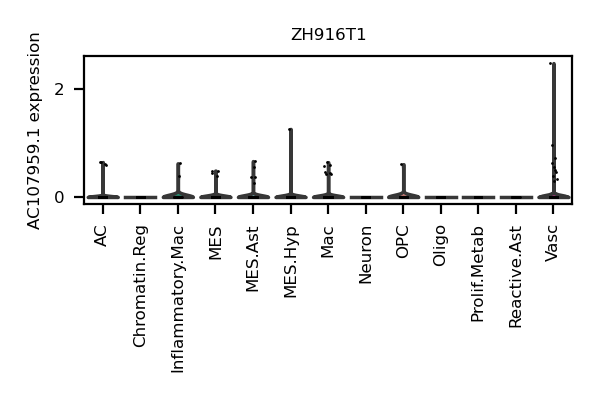 ZH916T1
AC107959.1 expression
2
0
AC
Chromatin.Reg
Inflammatory.Mac
MES
MES.Ast
MES.Hyp
Mac
Neuron
OPC
Oligo
Prolif.Metab
Reactive.Ast
Vasc